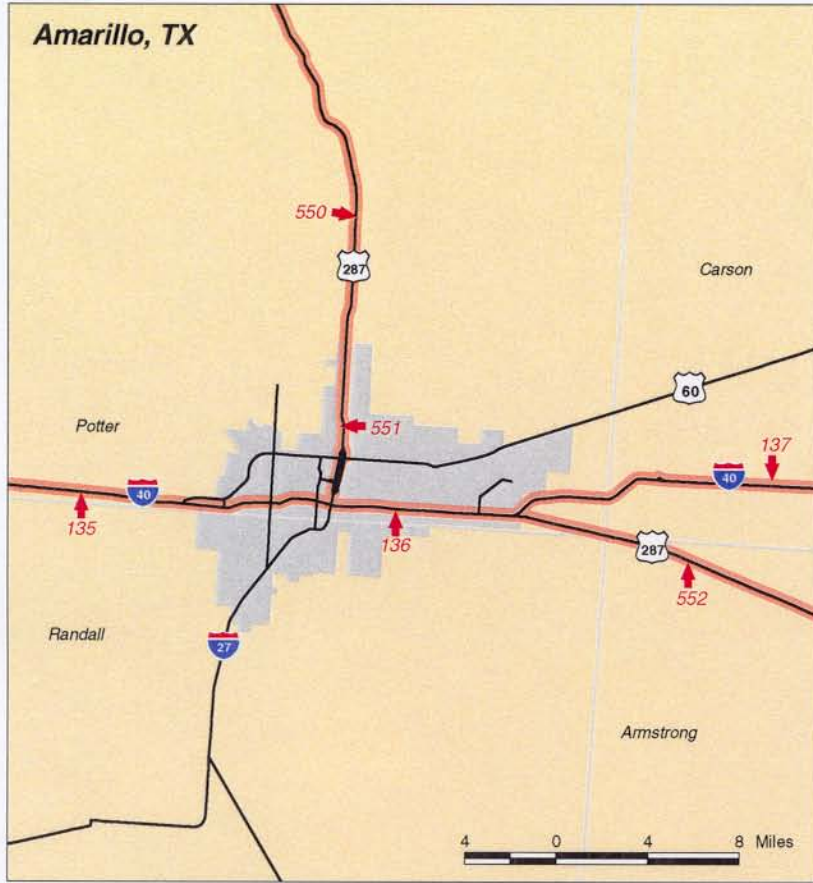 Amarillo, TX
550
287
Carson
60
551
Potter
137
40
40
135
136
287
552
Randall
27
Armstrong
4 0 4 8 Miles